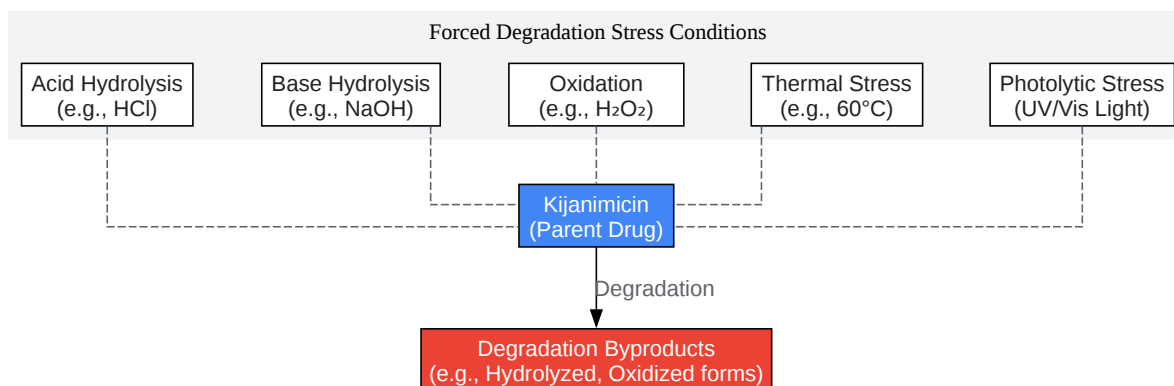 Forced Degradation Stress Conditions
Acid Hydrolysis
(e.g., HCl)
Base Hydrolysis
(e.g., NaOH)
Oxidation
(e.g., H₂O₂)
Thermal Stress
(e.g., 60°C)
Photolytic Stress
(UV/Vis Light)
Kijanimicin
(Parent Drug)
Degradation
Degradation Byproducts
(e.g., Hydrolyzed, Oxidized forms)